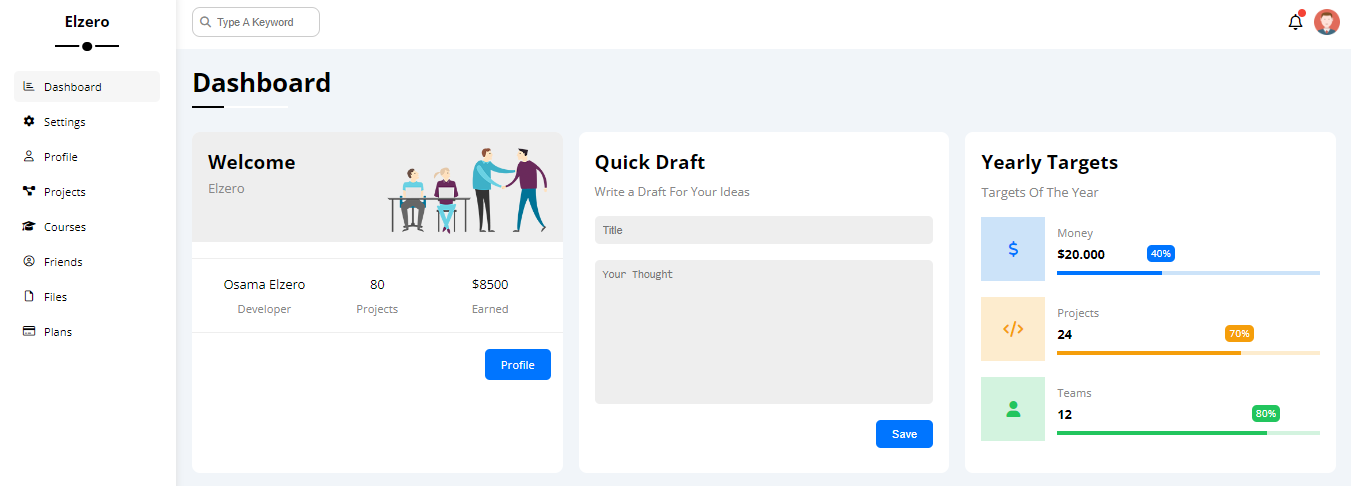 Elzero
Type A Keyword
Dashboard
Settings
Profile
Projects
Courses
Friends
Files
Plans
Dashboard
Welcome
Elzero
Osama Elzero
80
$8500
Developer
Projects
Earned
Profile
Quick Draft
Write a Draft For Your Ideas
Title
Your Thought
Save
Yearly Targets
Targets Of The Year
$
Money
$20.000
40%
</>
Projects
24
70%
Teams
12
80%